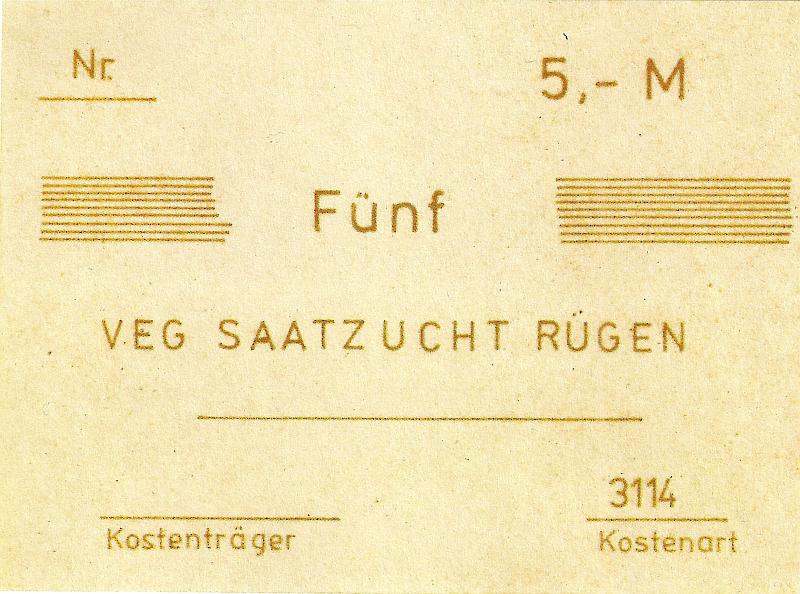 Nr.
5,- M
Fünf
VEG SAATZUCHT RÜGEN
3114
Kostenträger
Kostenart